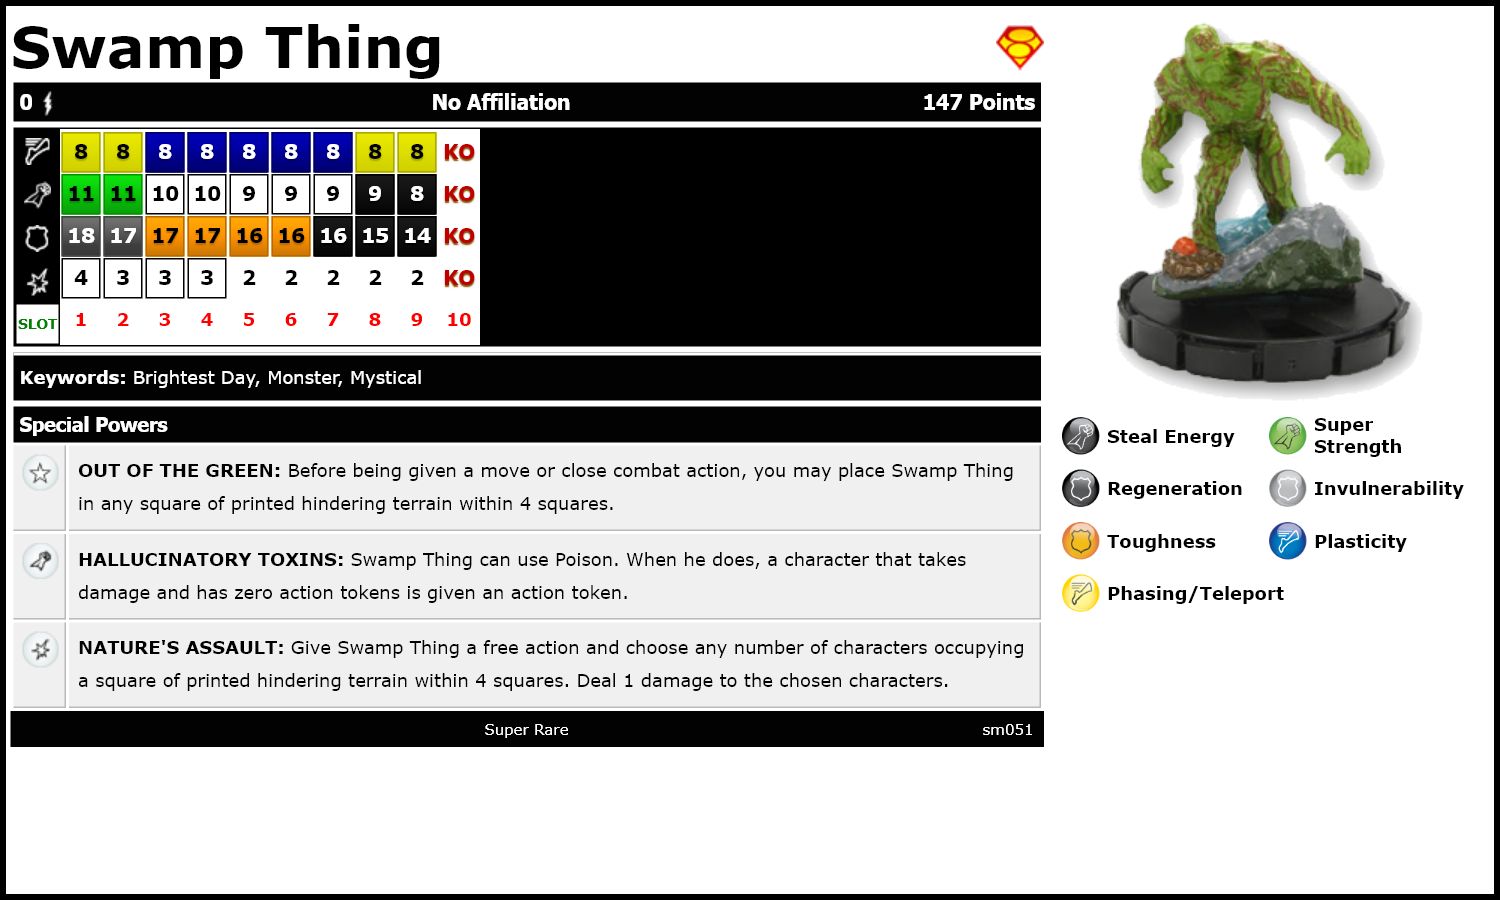 Swamp Thing
0 No Affiliation 147 Points
8 8 8 8 8 8 8 8 8 KO
11 11 10 10 9 9 9 9 8 KO
18 17 17 17 16 16 16 15 14 KO
4 3 3 3 2 2 2 2 2 KO
SLOT 1 2 3 4 5 6 7 8 9 10
Keywords: Brightest Day, Monster, Mystical
Special Powers
OUT OF THE GREEN: Before being given a move or close combat action, you may place Swamp Thing
in any square of printed hindering terrain within 4 squares.
HALLUCINATORY TOXINS: Swamp Thing can use Poison. When he does, a character that takes
damage and has zero action tokens is given an action token.
NATURE'S ASSAULT: Give Swamp Thing a free action and choose any number of characters occupying
a square of printed hindering terrain within 4 squares. Deal 1 damage to the chosen characters.
Super Rare sm051
Steal Energy
Super
Strength
Regeneration
Invulnerability
Toughness
Plasticity
Phasing/Teleport